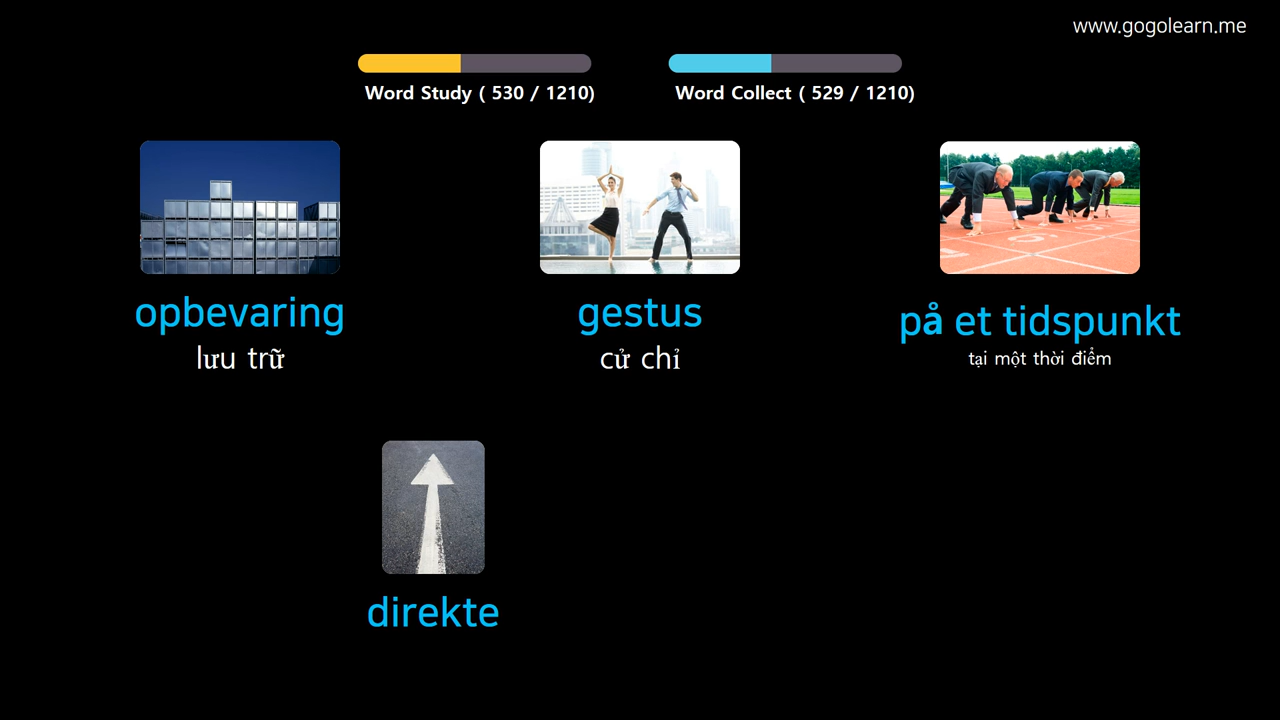 www.gogolearn.me
Word Study ( 530 / 1210)
Word Collect ( 529 / 1210)
opbevaring
lưu trữ
gestus
cử chỉ
på et tidspunkt
tại một thời điểm
direkte